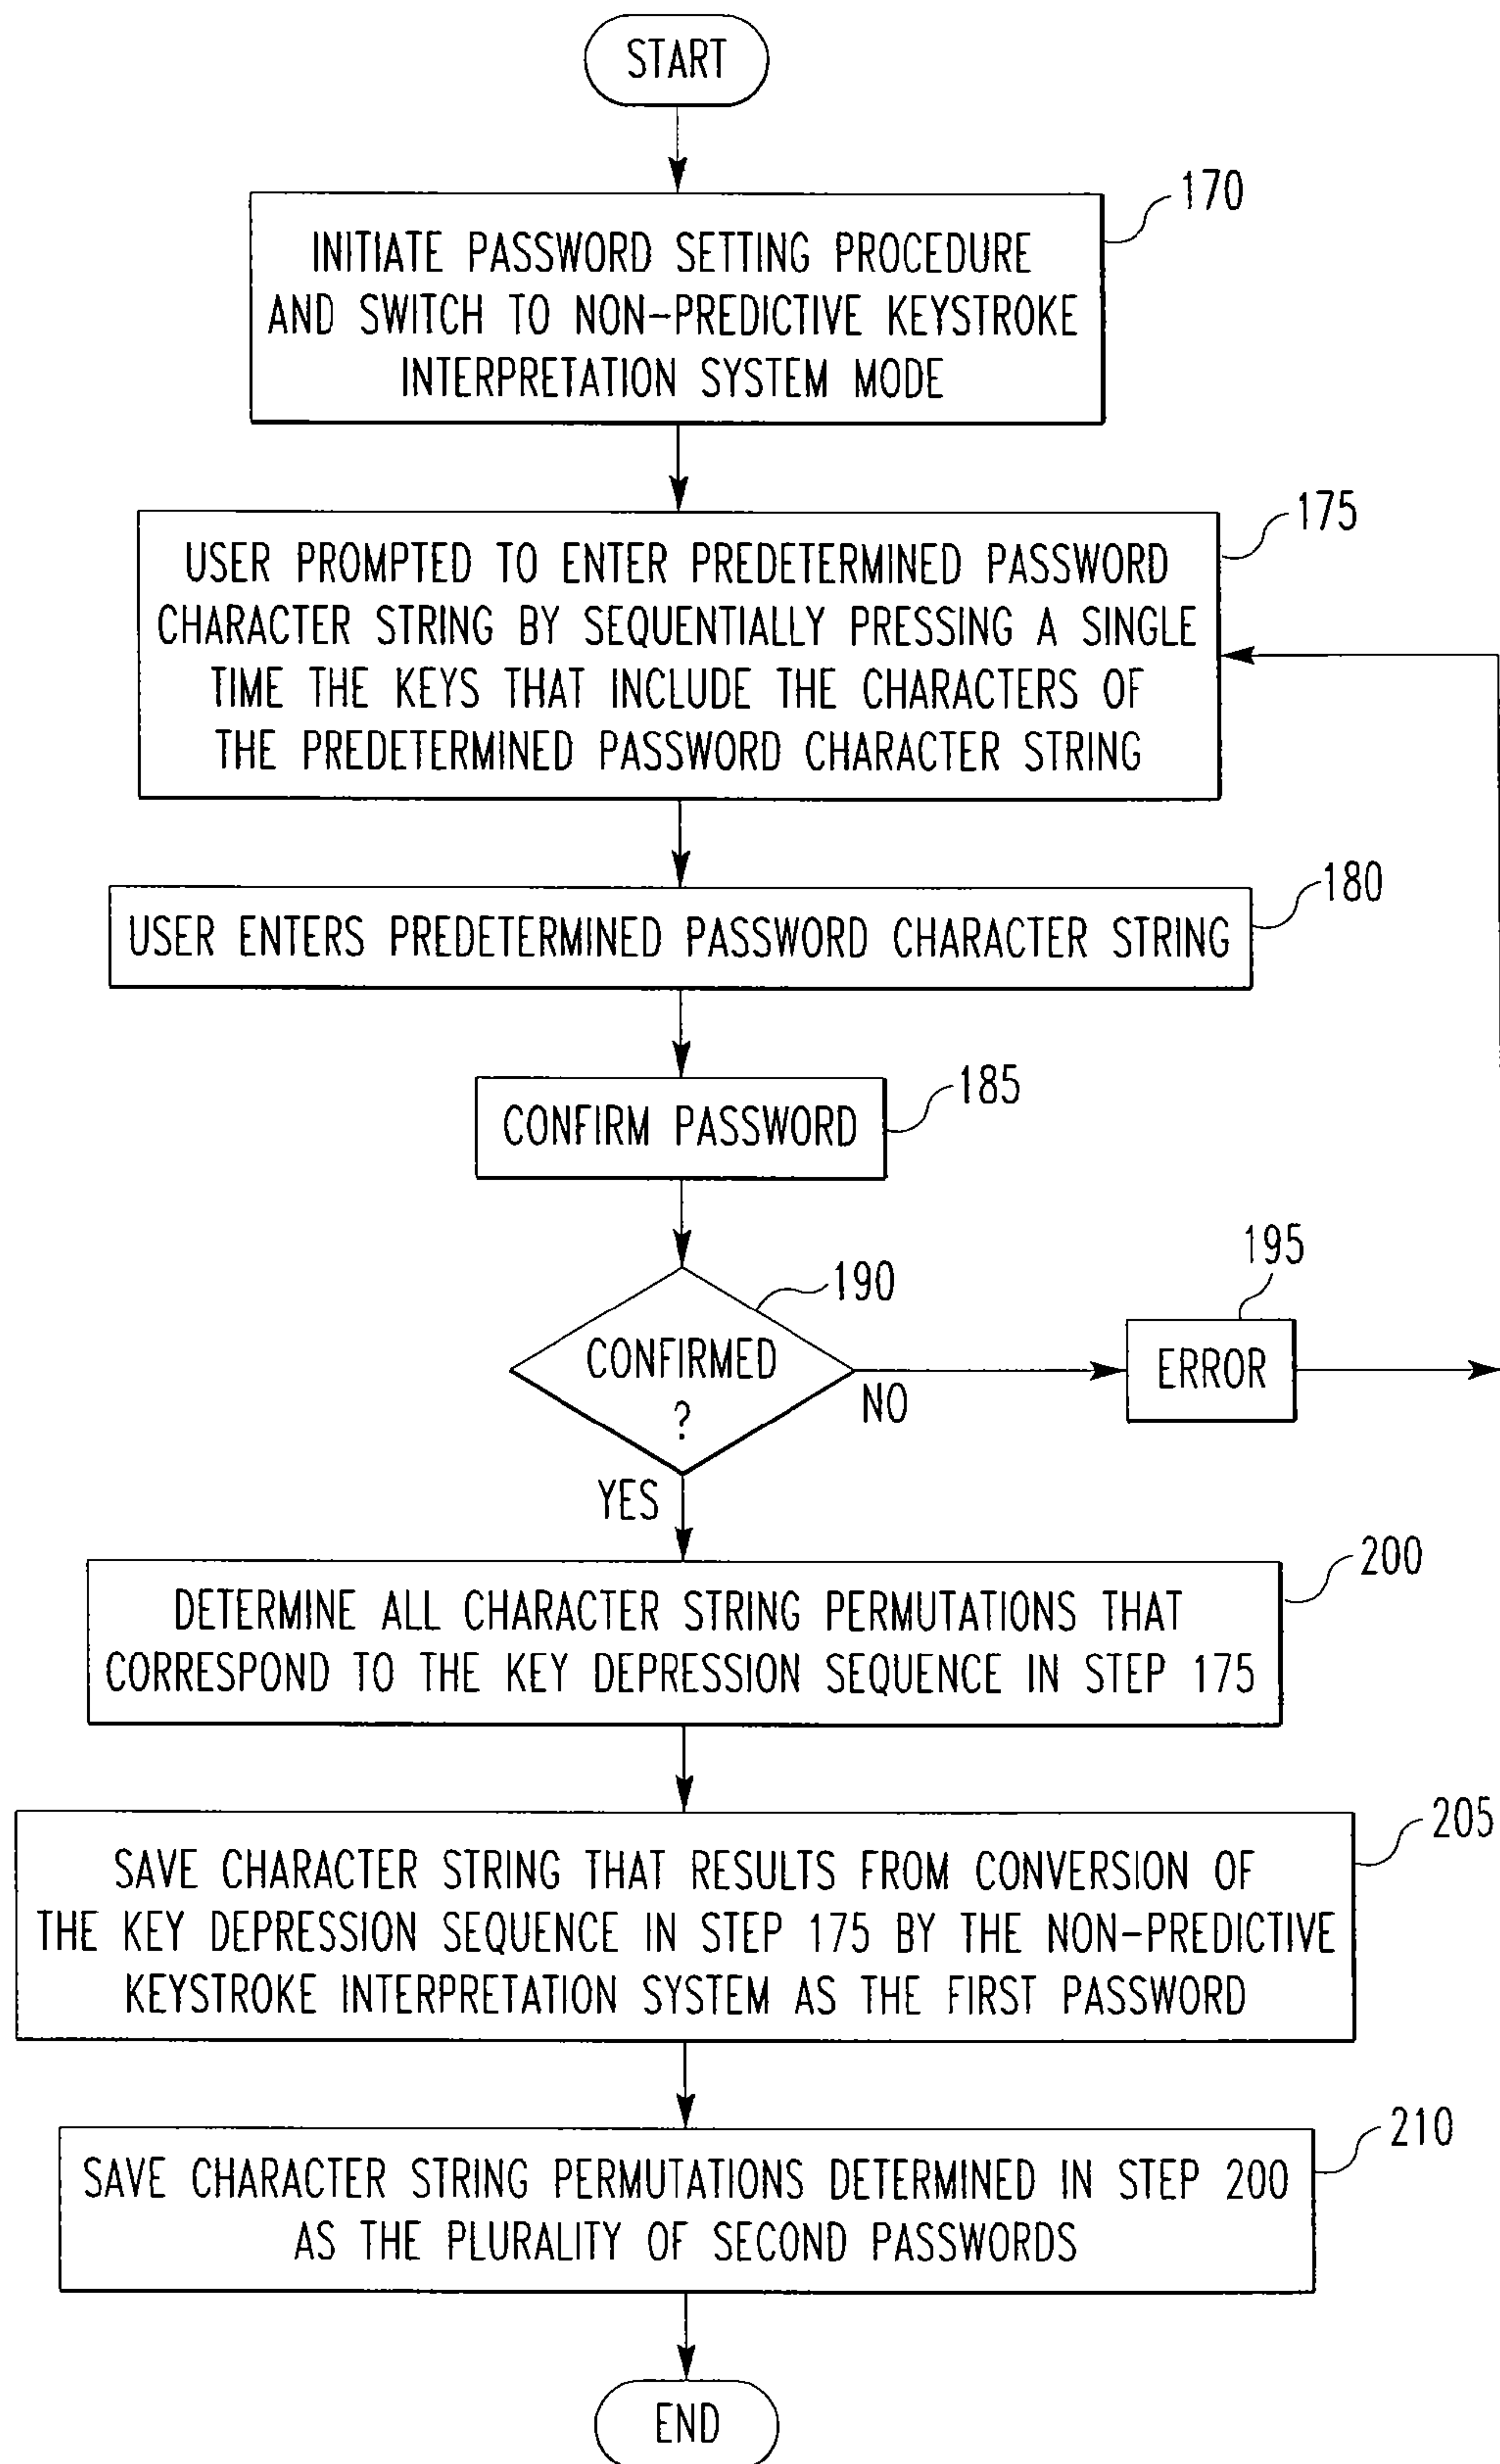 START
170
INITIATE PASSWORD SETTING PROCEDURE
AND SWITCH TO NON-PREDICTIVE KEYSTROKE
INTERPRETATION SYSTEM MODE
175
USER PROMPTED TO ENTER PREDETERMINED PASSWORD
CHARACTER STRING BY SEQUENTIALLY PRESSING A SINGLE
TIME THE KEYS THAT INCLUDE THE CHARACTERS OF
THE PREDETERMINED PASSWORD CHARACTER STRING
180
USER ENTERS PREDETERMINED PASSWORD CHARACTER STRING
185
CONFIRM PASSWORD
190
CONFIRMED
?
NO
195
ERROR
YES
200
DETERMINE ALL CHARACTER STRING PERMUTATIONS THAT
CORRESPOND TO THE KEY DEPRESSION SEQUENCE IN STEP 175
205
SAVE CHARACTER STRING THAT RESULTS FROM CONVERSION OF
THE KEY DEPRESSION SEQUENCE IN STEP 175 BY THE NON-PREDICTIVE
KEYSTROKE INTERPRETATION SYSTEM AS THE FIRST PASSWORD
210
SAVE CHARACTER STRING PERMUTATIONS DETERMINED IN STEP 200
AS THE PLURALITY OF SECOND PASSWORDS
END